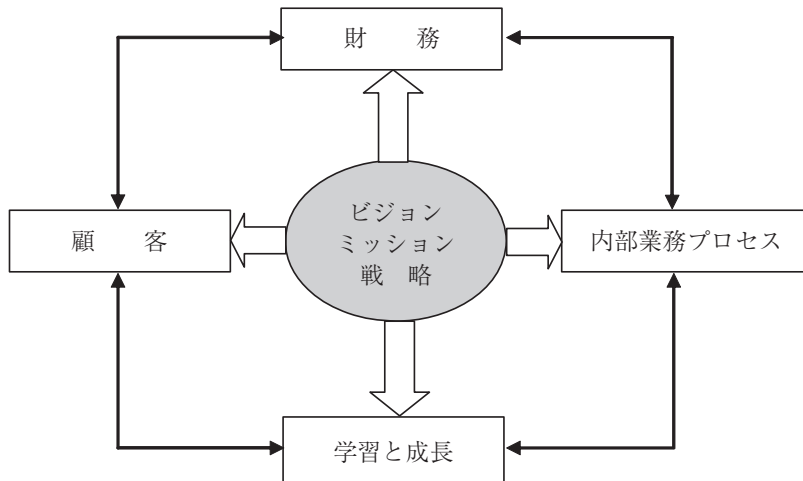 財　　務
ビジョン
ミッション
戦　略
顧　　客
内部業務プロセス
学習と成長